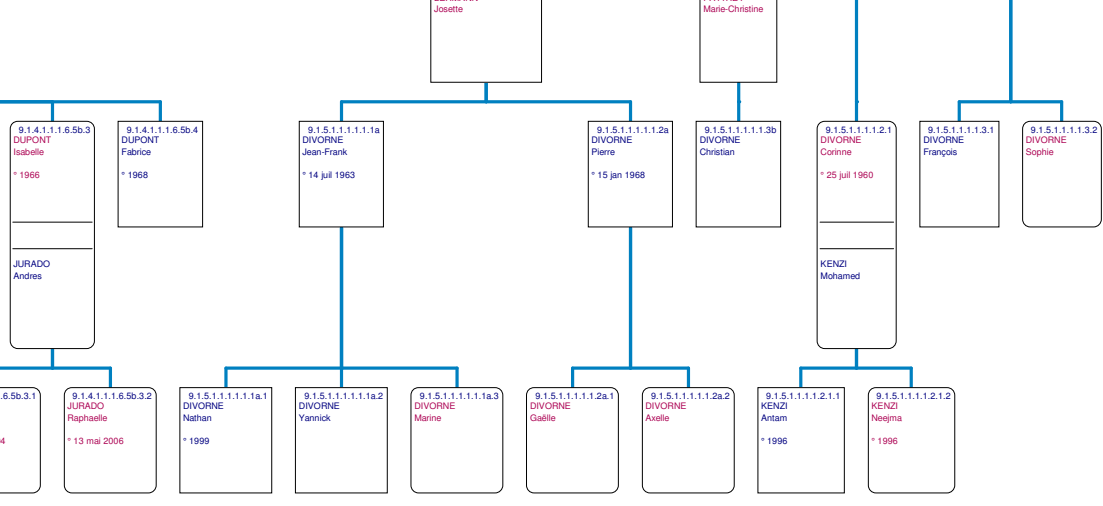 Josette
Marie-Christine
9.1.4.1.1.1.6.5b.3
DUPONT
Isabelle
° 1966
JURADO
Andres
9.1.4.1.1.1.6.5b.4
DUPONT
Fabrice
° 1968
9.1.5.1.1.1.1.1.1a
DIVORNE
Jean-Frank
° 14 juil 1963
9.1.5.1.1.1.1.1.2a
DIVORNE
Pierre
° 15 jan 1968
9.1.5.1.1.1.1.1.3b
DIVORNE
Christian
9.1.5.1.1.1.1.2.1
DIVORNE
Corinne
° 25 juil 1960
KENZI
Mohamed
9.1.5.1.1.1.1.3.1
DIVORNE
François
9.1.5.1.1.1.1.3.2
DIVORNE
Sophie
.6.5b.3.1
4
9.1.4.1.1.1.6.5b.3.2
JURADO
Raphaelle
° 13 mai 2006
9.1.5.1.1.1.1.1.1a.1
DIVORNE
Nathan
° 1999
9.1.5.1.1.1.1.1.1a.2
DIVORNE
Yannick
9.1.5.1.1.1.1.1.1a.3
DIVORNE
Marine
9.1.5.1.1.1.1.1.2a.1
DIVORNE
Gaëlle
9.1.5.1.1.1.1.1.2a.2
DIVORNE
Axelle
9.1.5.1.1.1.1.2.1.1
KENZI
Antam
° 1996
9.1.5.1.1.1.1.2.1.2
KENZI
Neejma
° 1996